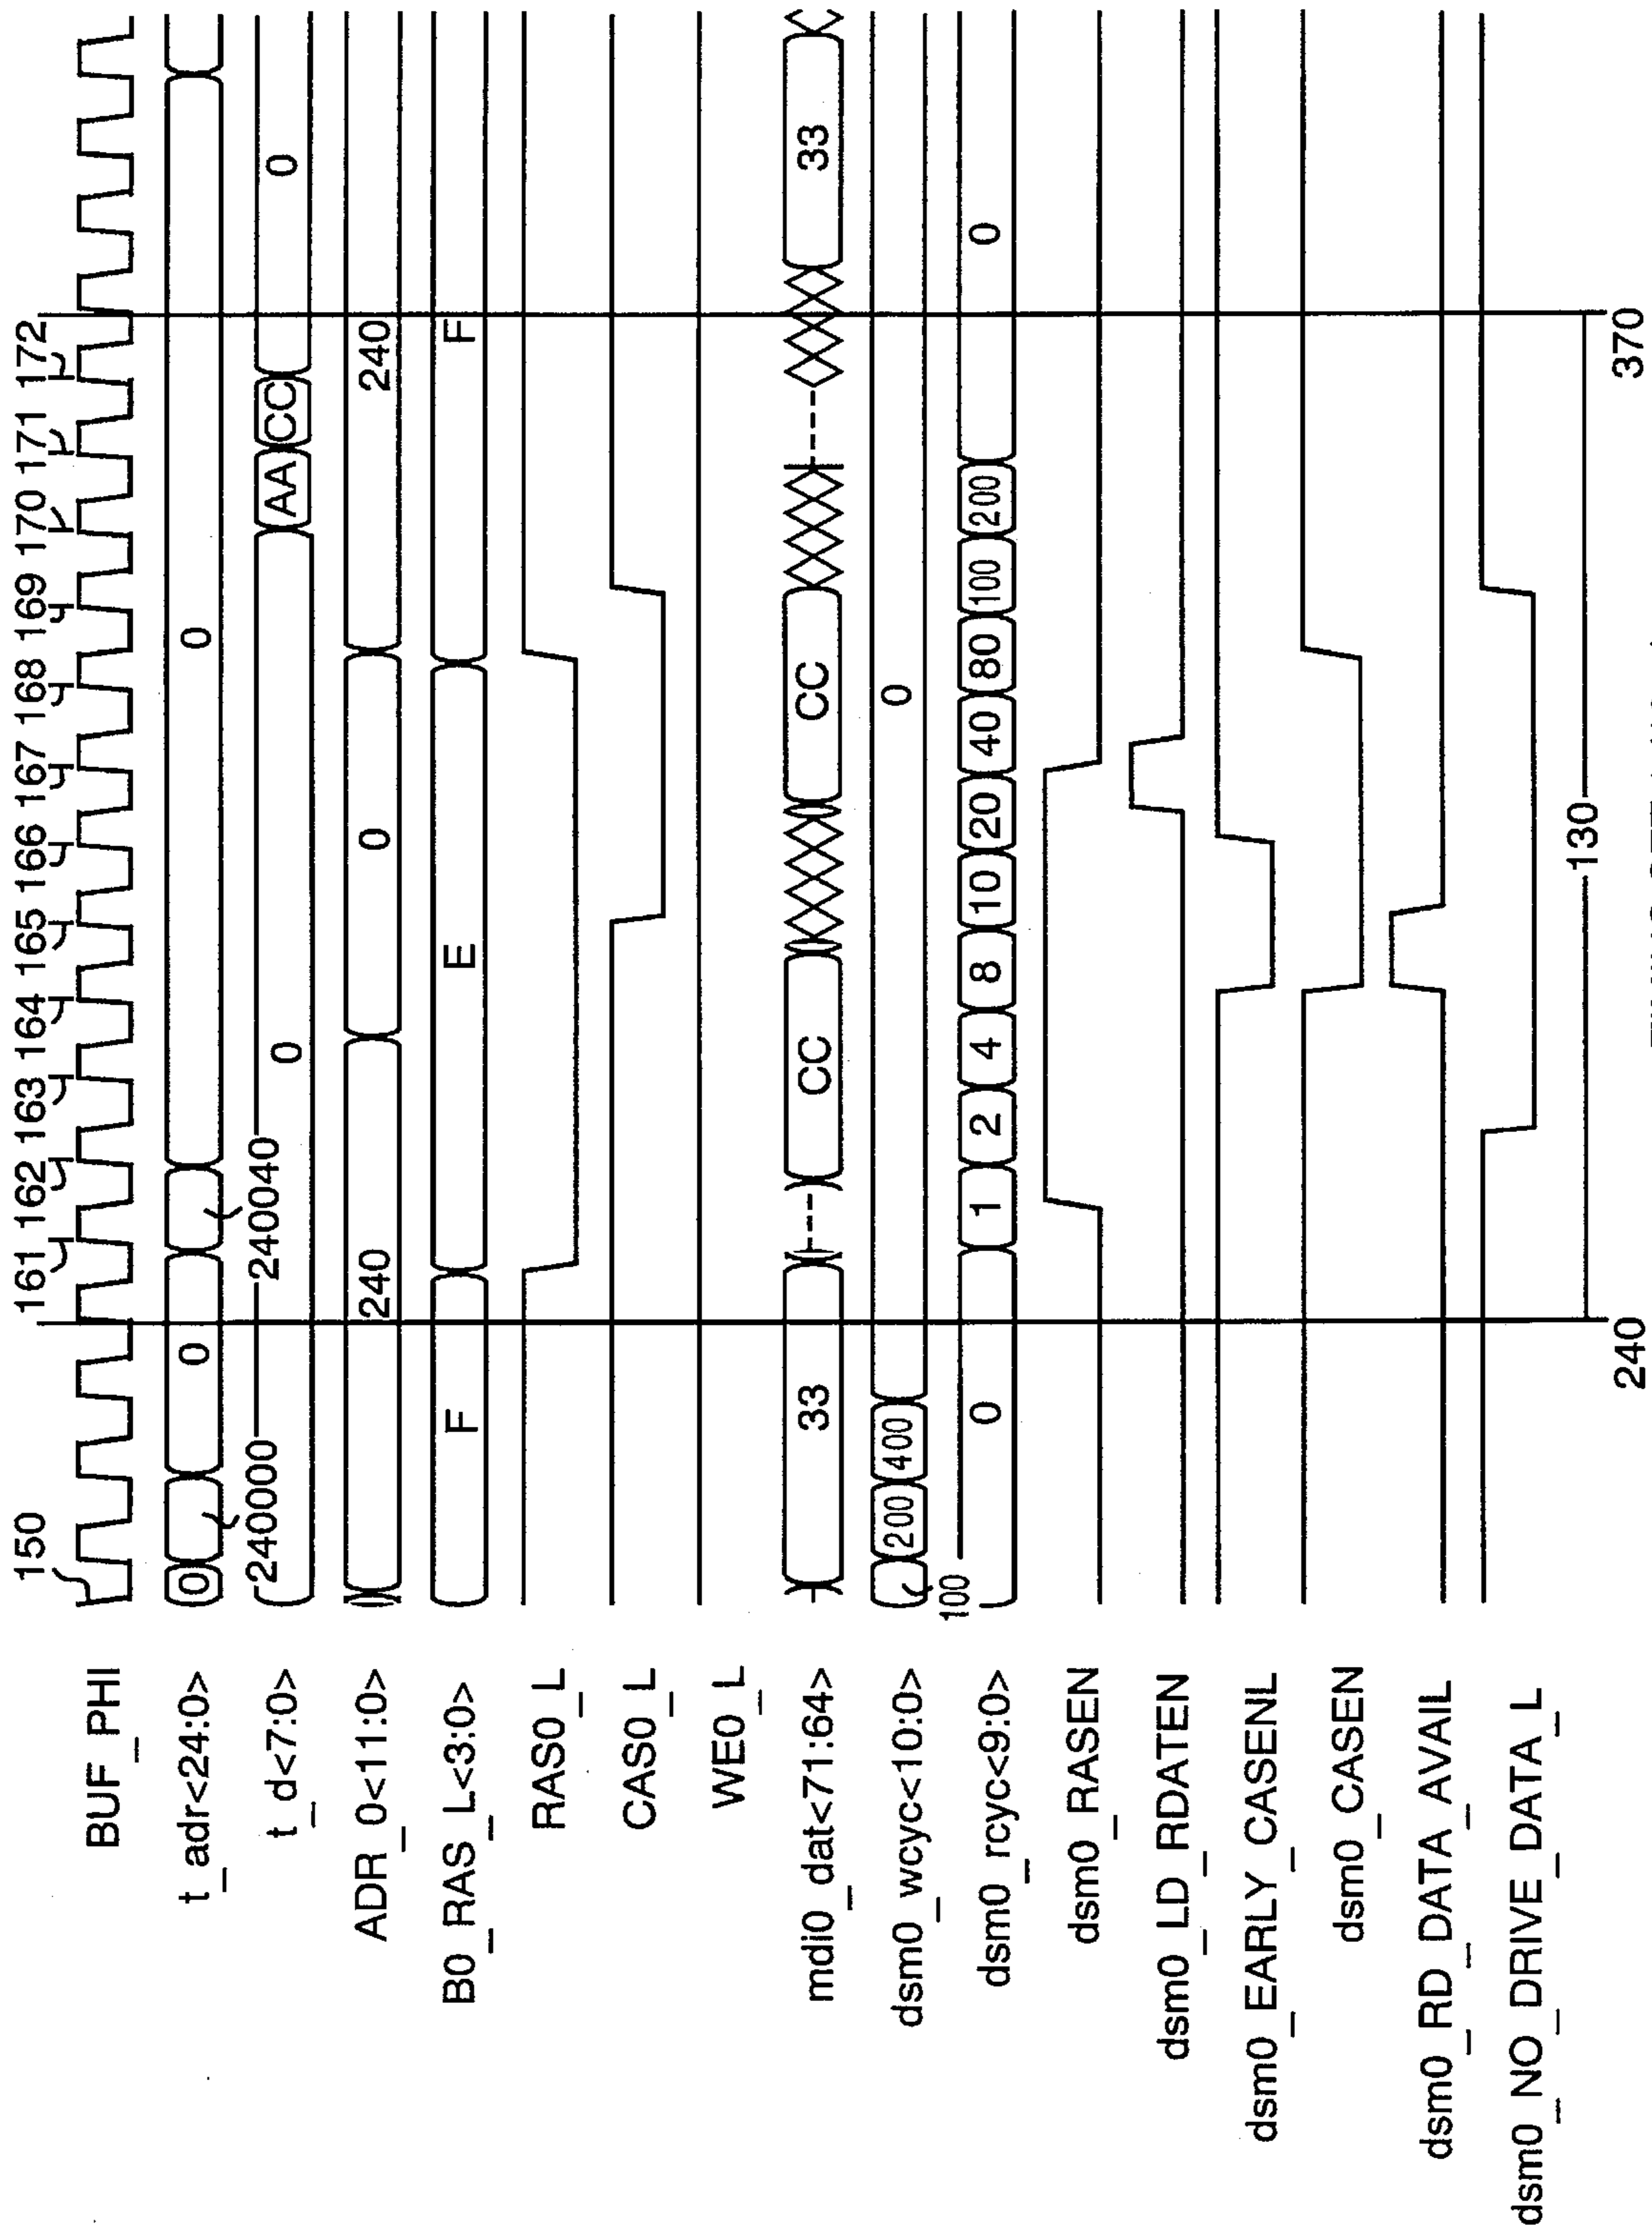 150 161 162 163 164 165 166 167 168 169 170 171 172
BUF_PHI
t_adr<24:0> 0 0 0
240000 240040
t_d<7:0> 0 AA CC 0
ADR_0<11:0> 240 0 240
B0_RAS_L<3:0> F E F
RAS0_L
CAS0_L
WE0_L
mdi0_dat<71:64> 33 CC CC 33
dsm0_wcyc<10:0> 200 400 0
100
dsm0_rcyc<9:0> 0 1 2 4 8 10 20 40 80 100 200 0
dsm0_RASEN
dsm0_LD_RDATEN
dsm0_EARLY_CASENL
dsm0_CASEN
dsm0_RD_DATA_AVAIL
dsm0_NO_DRIVE_DATA_L
130
240 370